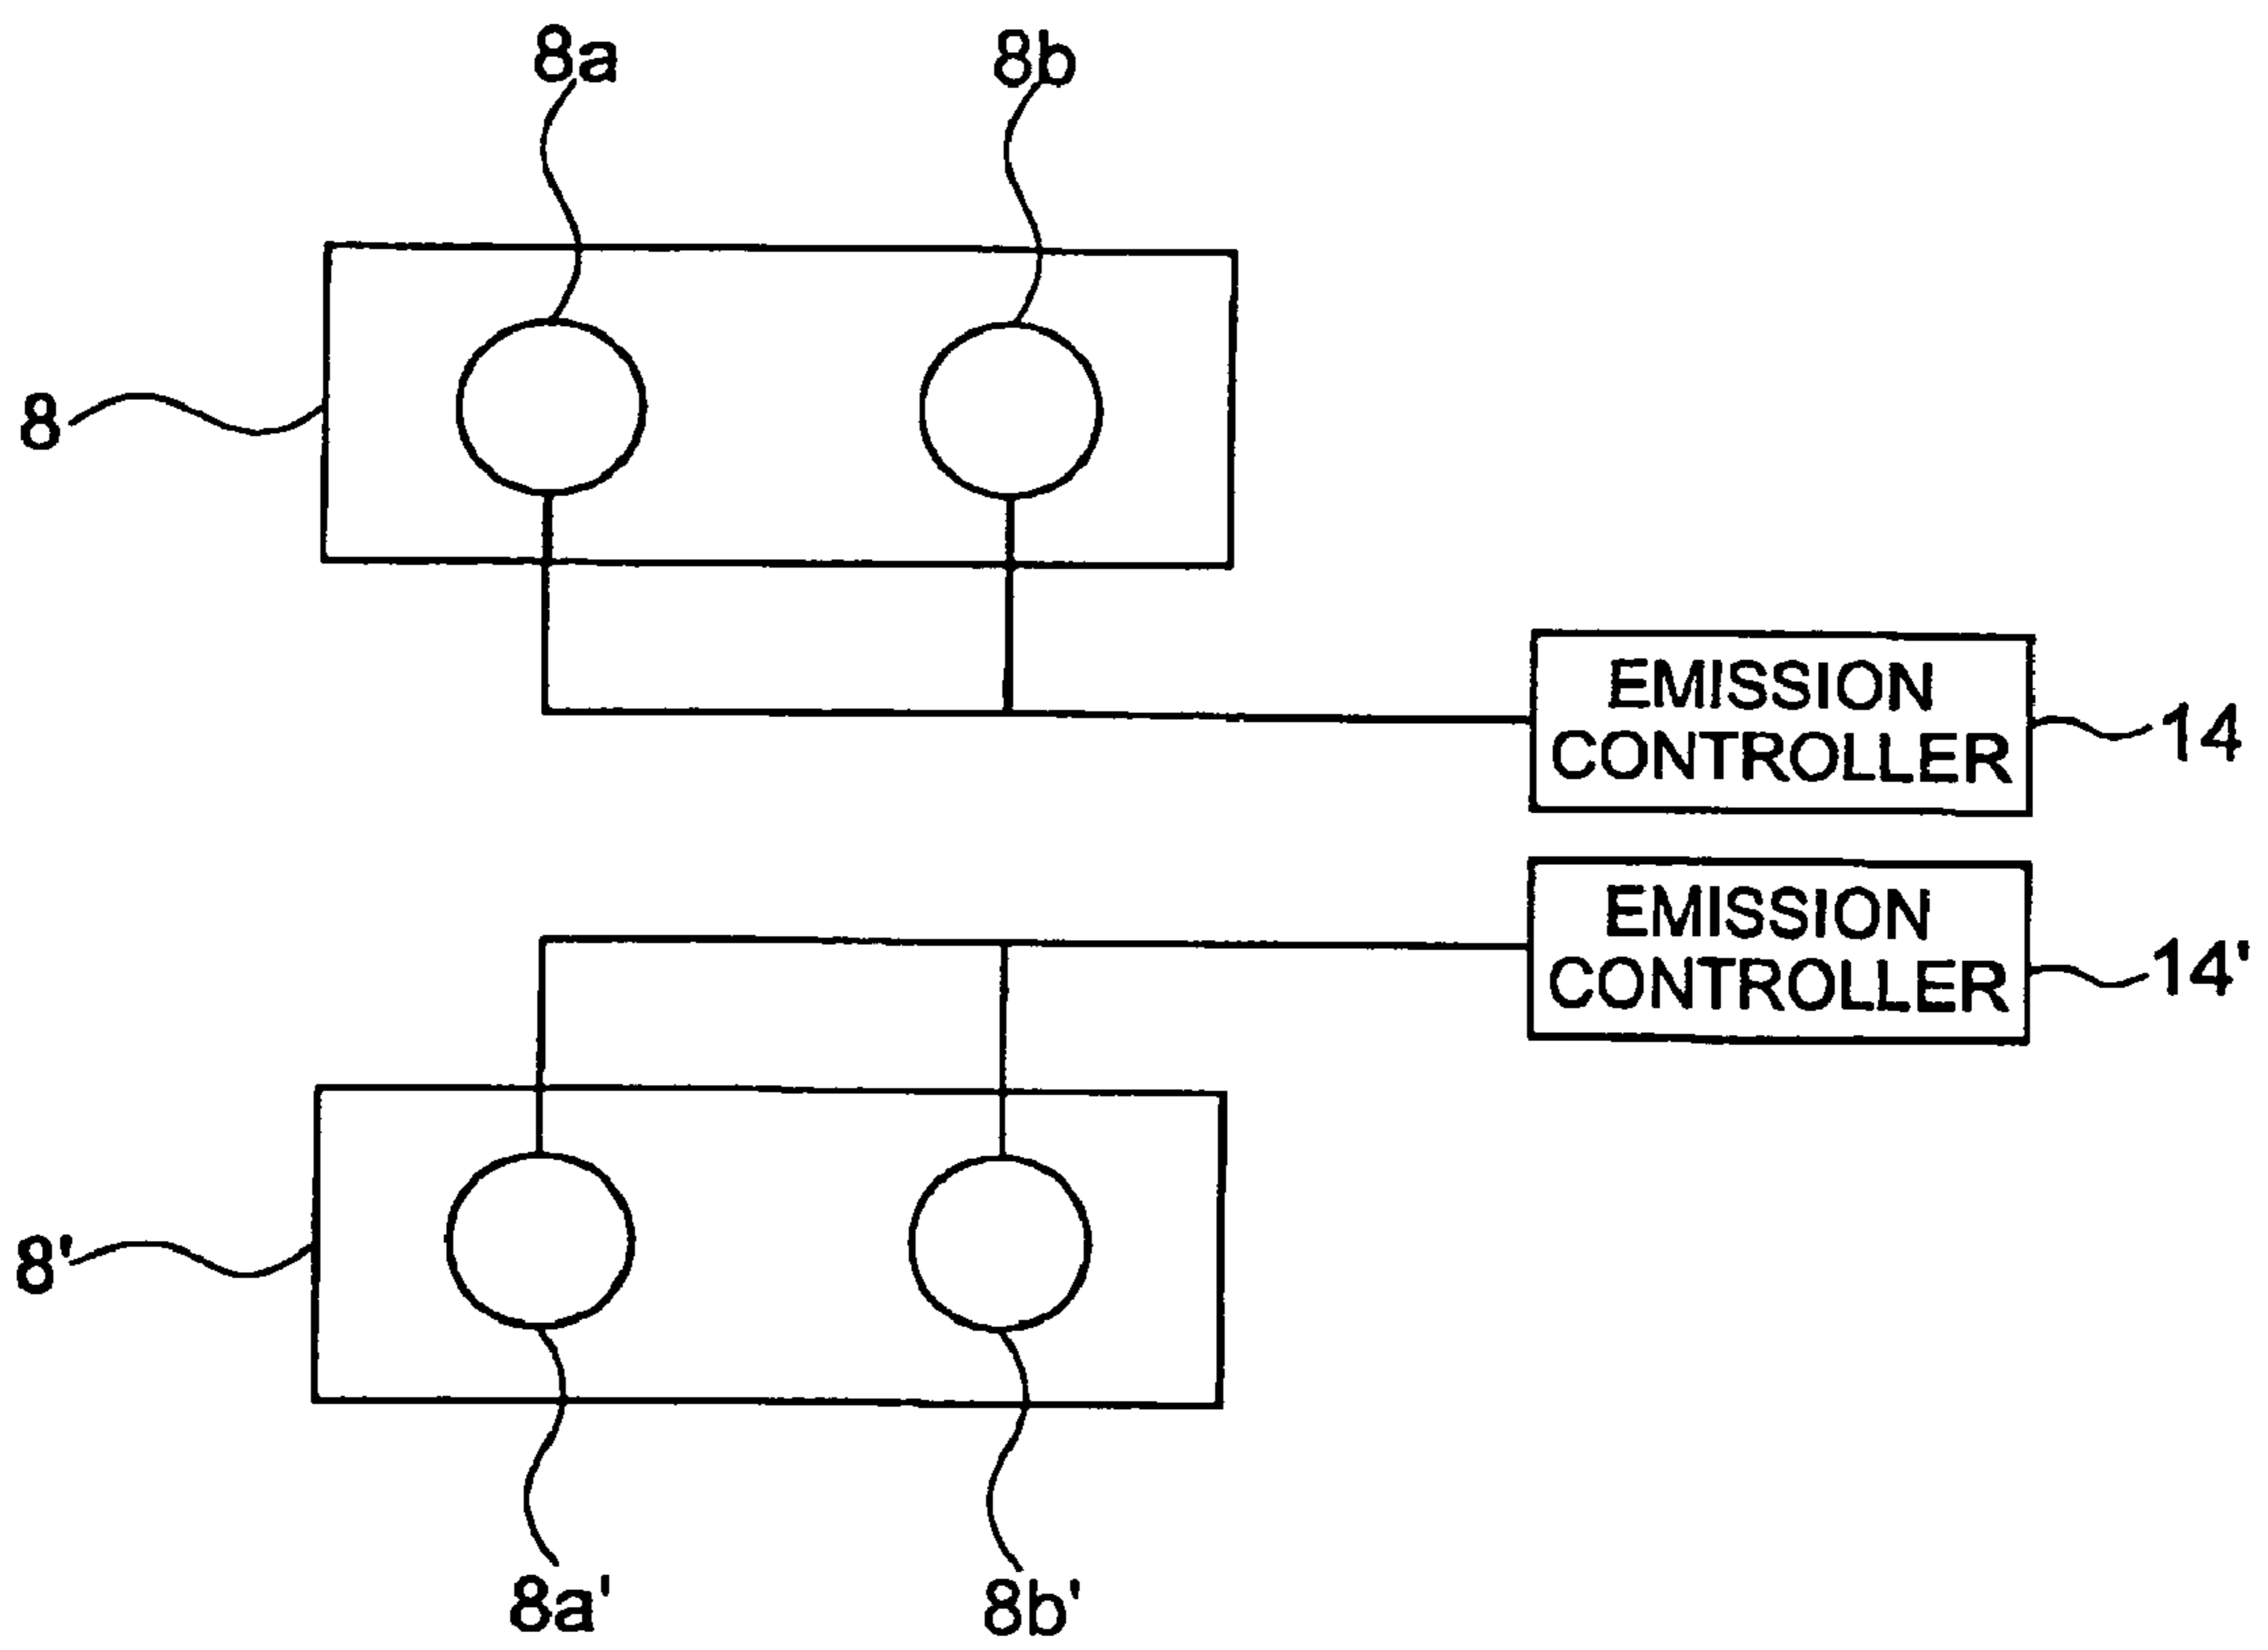 8a
8b
8
EMISSION
CONTROLLER
14
EMISSION
CONTROLLER
14'
8'
8a'
8b'